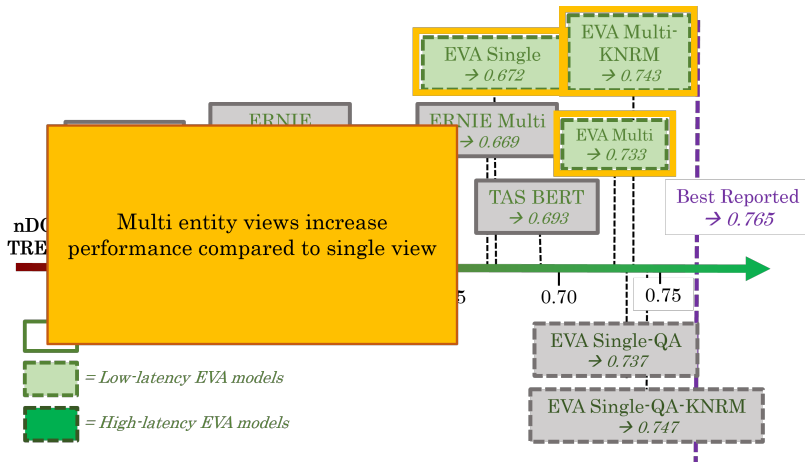 EVA Single
→ 0.672
EVA Multi-
KNRM
→ 0.743
ERNIE
ERNIE Multi
→ 0.669
EVA Multi
→ 0.733
TAS BERT
→ 0.693
Best Reported
→ 0.765
Multi entity views increase
performance compared to single view
0.70
0.75
EVA Single-QA
→ 0.737
EVA Single-QA-KNRM
→ 0.747
= Low-latency EVA models
= High-latency EVA models